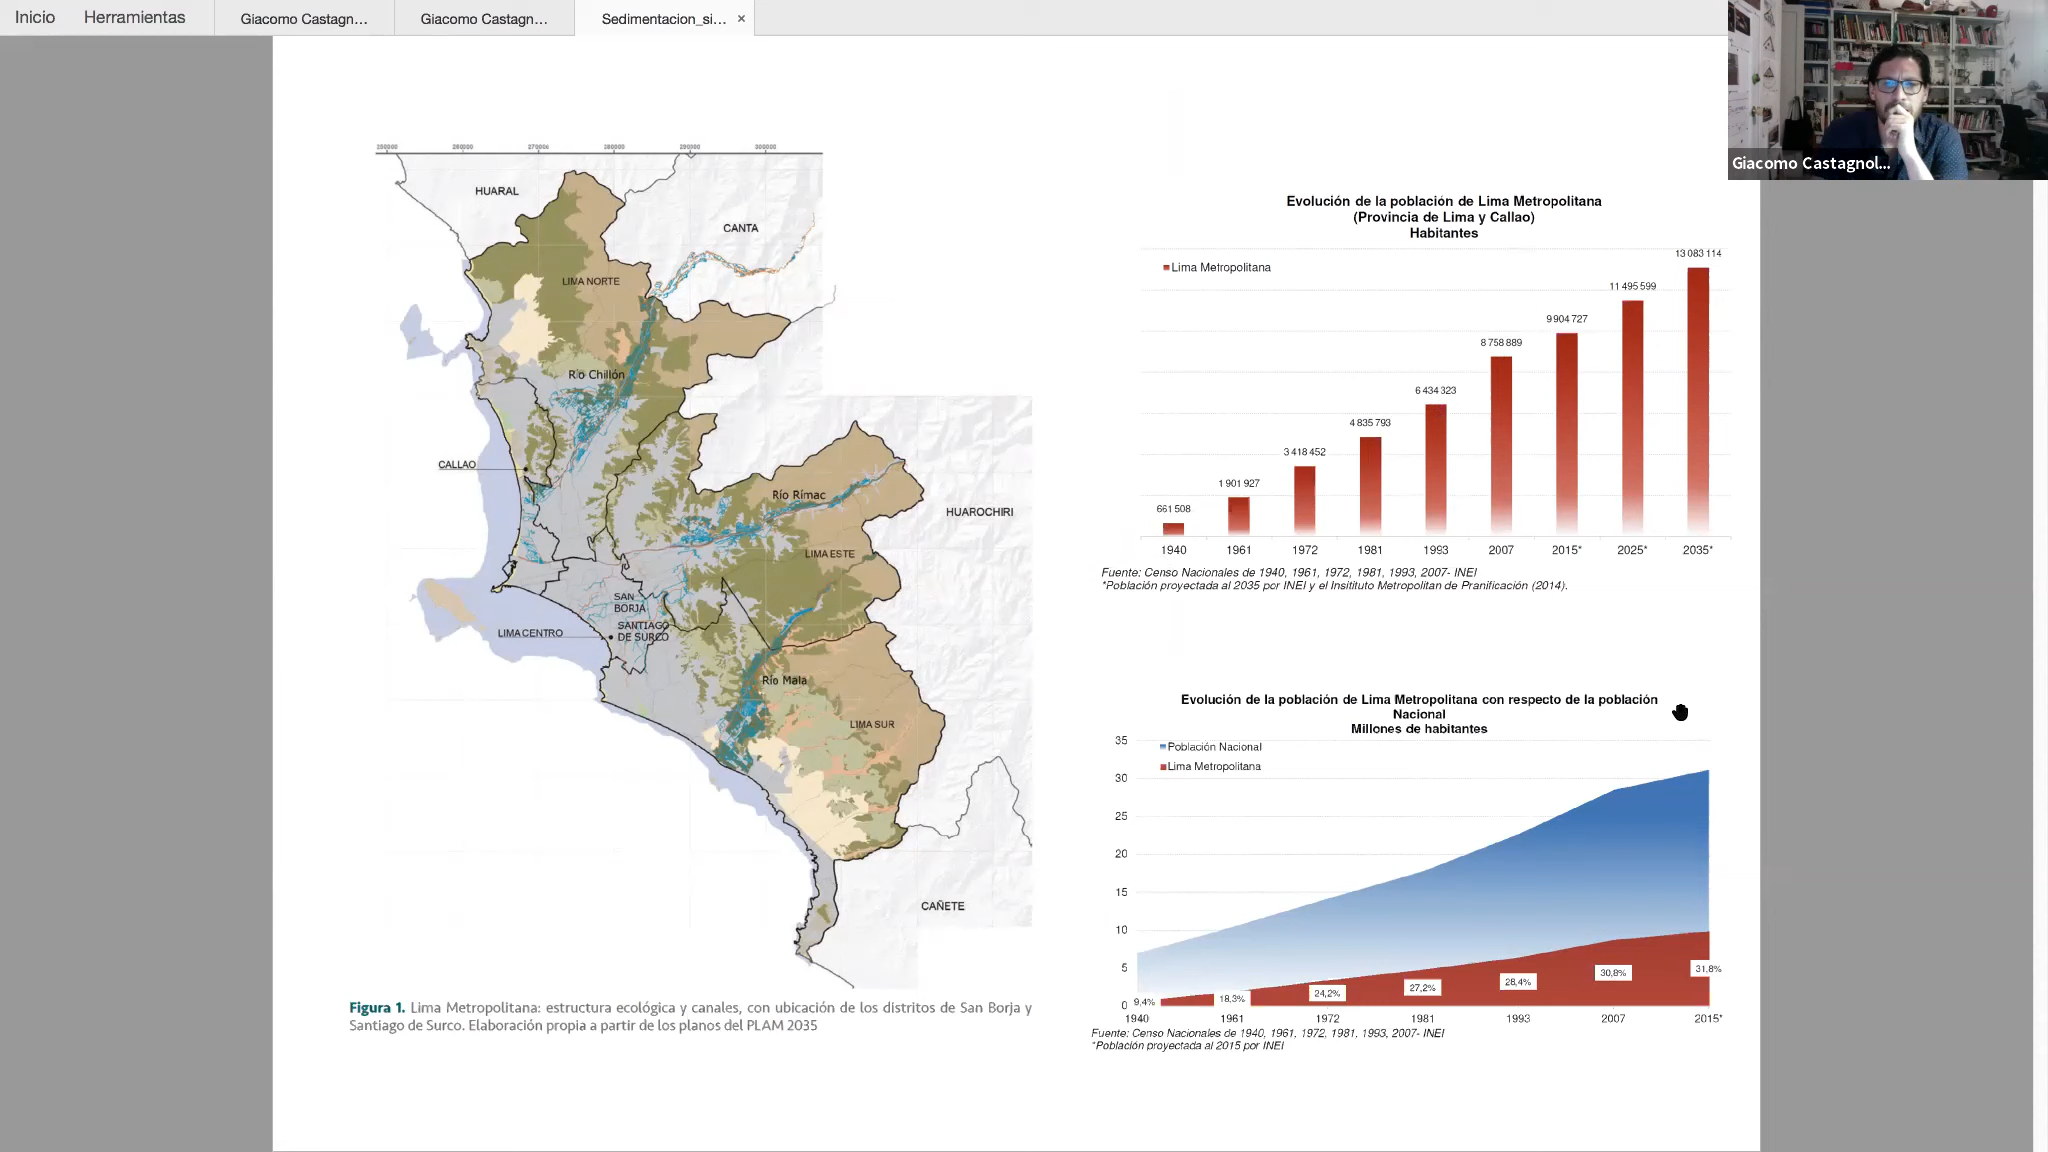 Inicio Herramientas Giacomo Castagn... Giacomo Castagn... Sedimentacion_si... ×
Giacomo Castagnol...
250000 260000 270000 280000 290000 300000
HUARAL
CANTA
LIMA NORTE
Río Chillón
CALLAO
Río Rímac
HUAROCHIRI
LIMA ESTE
SAN
BORJA
SANTIAGO
DE SURCO
LIMA CENTRO
Río Mala
LIMA SUR
CAÑETE
Figura 1. Lima Metropolitana: estructura ecológica y canales, con ubicación de los distritos de San Borja y
Santiago de Surco. Elaboración propia a partir de los planos del PLAM 2035
Evolución de la población de Lima Metropolitana
(Provincia de Lima y Callao)
Habitantes
Lima Metropolitana
661 508
1 901 927
3 418 452
4 835 793
6 434 323
8 758 889
9 904 727
11 495 599
13 083 114
1940 1961 1972 1981 1993 2007 2015* 2025* 2035*
Fuente: Censo Nacionales de 1940, 1961, 1972, 1981, 1993, 2007- INEI
*Población proyectada al 2035 por INEI y el Insitituto Metropolitan de Pranificación (2014).
Evolución de la población de Lima Metropolitana con respecto de la población
Nacional
Millones de habitantes
Población Nacional
Lima Metropolitana
35
30
25
20
15
10
5
0
9,4% 18,3% 24,2% 27,2% 28,4% 30,8% 31,8%
1940 1961 1972 1981 1993 2007 2015*
Fuente: Censo Nacionales de 1940, 1961, 1972, 1981, 1993, 2007- INEI
*Población proyectada al 2015 por INEI